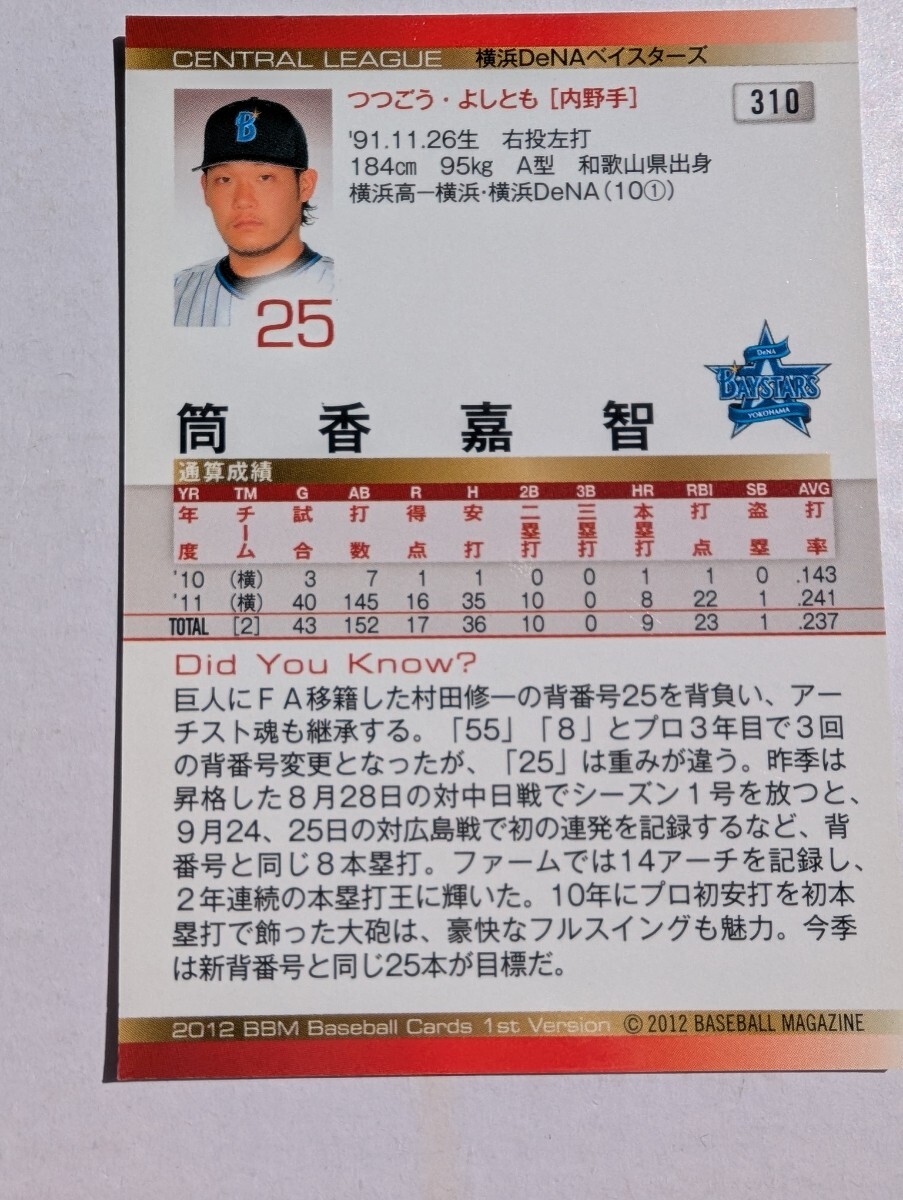 CENTRAL LEAGUE 横浜DeNAベイスターズ
310
つつごう・よしとも［内野手］
'91.11.26生 右投左打
184㎝ 95㎏ A型 和歌山県出身
横浜高ー横浜・横浜DeNA（10①）
B
25
DeNA
BAYSTARS
YOKOHAMA
筒香嘉智
通算成績
YR TM G AB R H 2B 3B HR RBI SB AVG
年度 チーム 試合 打数 得点 安打 二塁打 三塁打 本塁打 打点 盗塁 打率
'10 (横) 3 7 1 1 0 0 1 1 0 .143
'11 (横) 40 145 16 35 10 0 8 22 1 .241
TOTAL [2] 43 152 17 36 10 0 9 23 1 .237
Did You Know?
巨人にＦＡ移籍した村田修一の背番号25を背負い、アー
チスト魂も継承する。「55」「8」とプロ３年目で３回
の背番号変更となったが、「25」は重みが違う。昨季は
昇格した８月28日の対中日戦でシーズン１号を放つと、
９月24、25日の対広島戦で初の連発を記録するなど、背
番号と同じ８本塁打。ファームでは14アーチを記録し、
２年連続の本塁打王に輝いた。10年にプロ初安打を初本
塁打で飾った大砲は、豪快なフルスイングも魅力。今季
は新背番号と同じ25本が目標だ。
2012 BBM Baseball Cards 1st Version © 2012 BASEBALL MAGAZINE